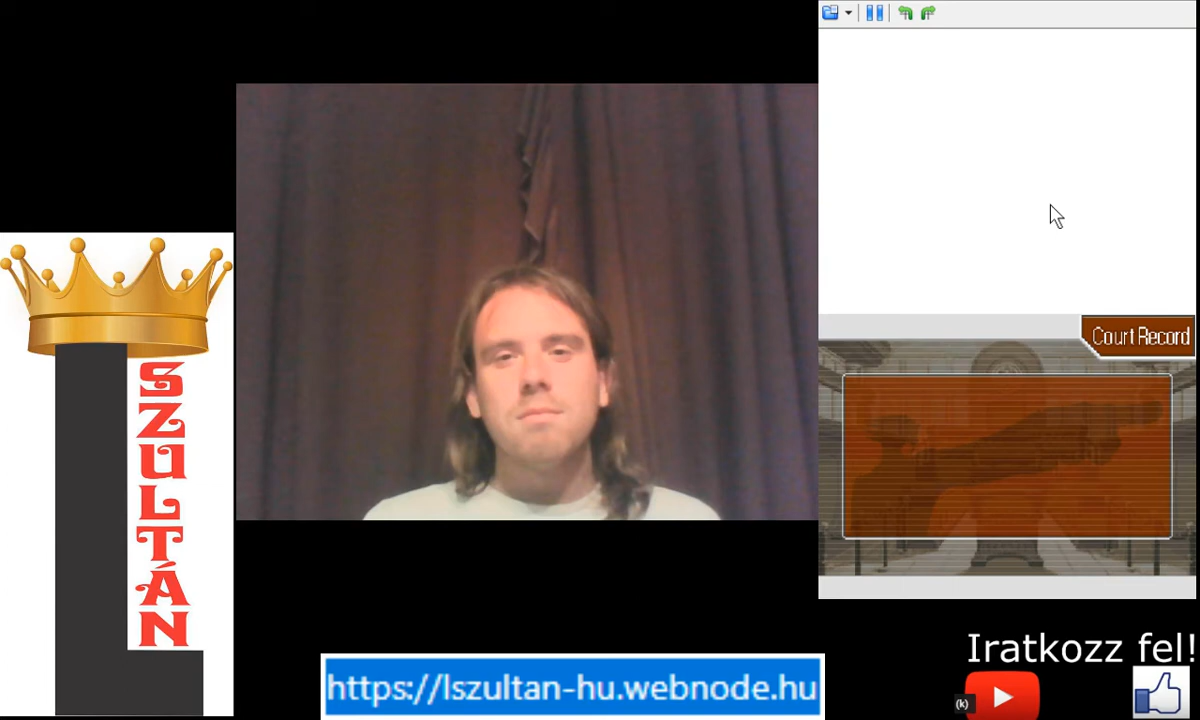 Court Record
SZULTÁN
Iratkozz fel!
https://lszultan-hu.webnode.hu
(k)